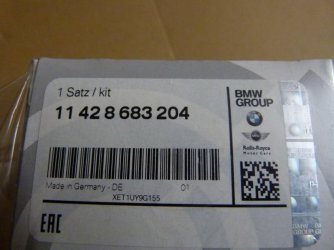 1 Satz / kit
11 42 8 683 204
BMW
GROUP
Rolls-Royce
Motor Cars
Made in Germany - DE 01
XET1UY9G155
EAC